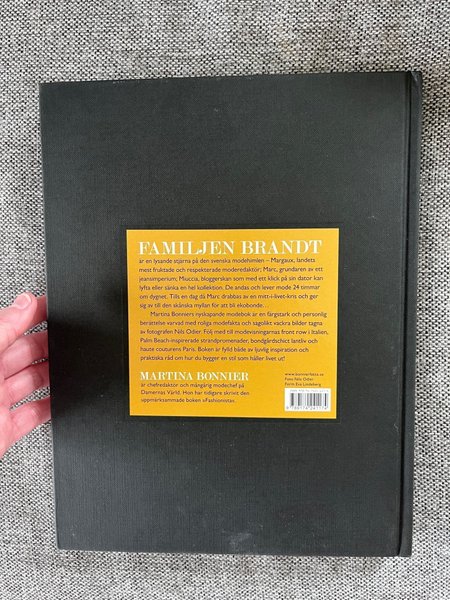 FAMILJEN BRANDT
är en lysande stjärna på den svenska modehimlen – Margaux, landets
mest fruktade och respekterade moderedaktör; Marc, grundaren av ett
jeansimperium; Miuccia, bloggerskan som med ett klick på sin dator kan
lyfta eller sänka en hel kollektion. De andas och lever mode 24 timmar
om dygnet. Tills en dag då Marc drabbas av en mitt-i-livet-kris och ger
sig av till den skånska myllan för att bli ekobonde...
Martina Bonniers modebok är en färgstark och personlig
berättelse varvad med roliga modefakta och sagolikt vackra bilder tagna
av fotografen Nils Odier. Följ med till modevisningarnas front row i Italien,
Palm Beach-inspirerade strandpromenader, bondgårdschict lantliv och
haute couturens Paris. Boken är fylld både av ljuvlig inspiration och
praktiska råd om hur du bygger en stil som håller livet ut!
MARTINA BONNIER
är chefredaktör och mångårig modechef på
Damernas Värld. Hon har tidigare skrivit den
uppmärksammade boken »Fashionista«.
www.bonnierfakta.se
Foto Nils Odier
Form Eva Lindeberg